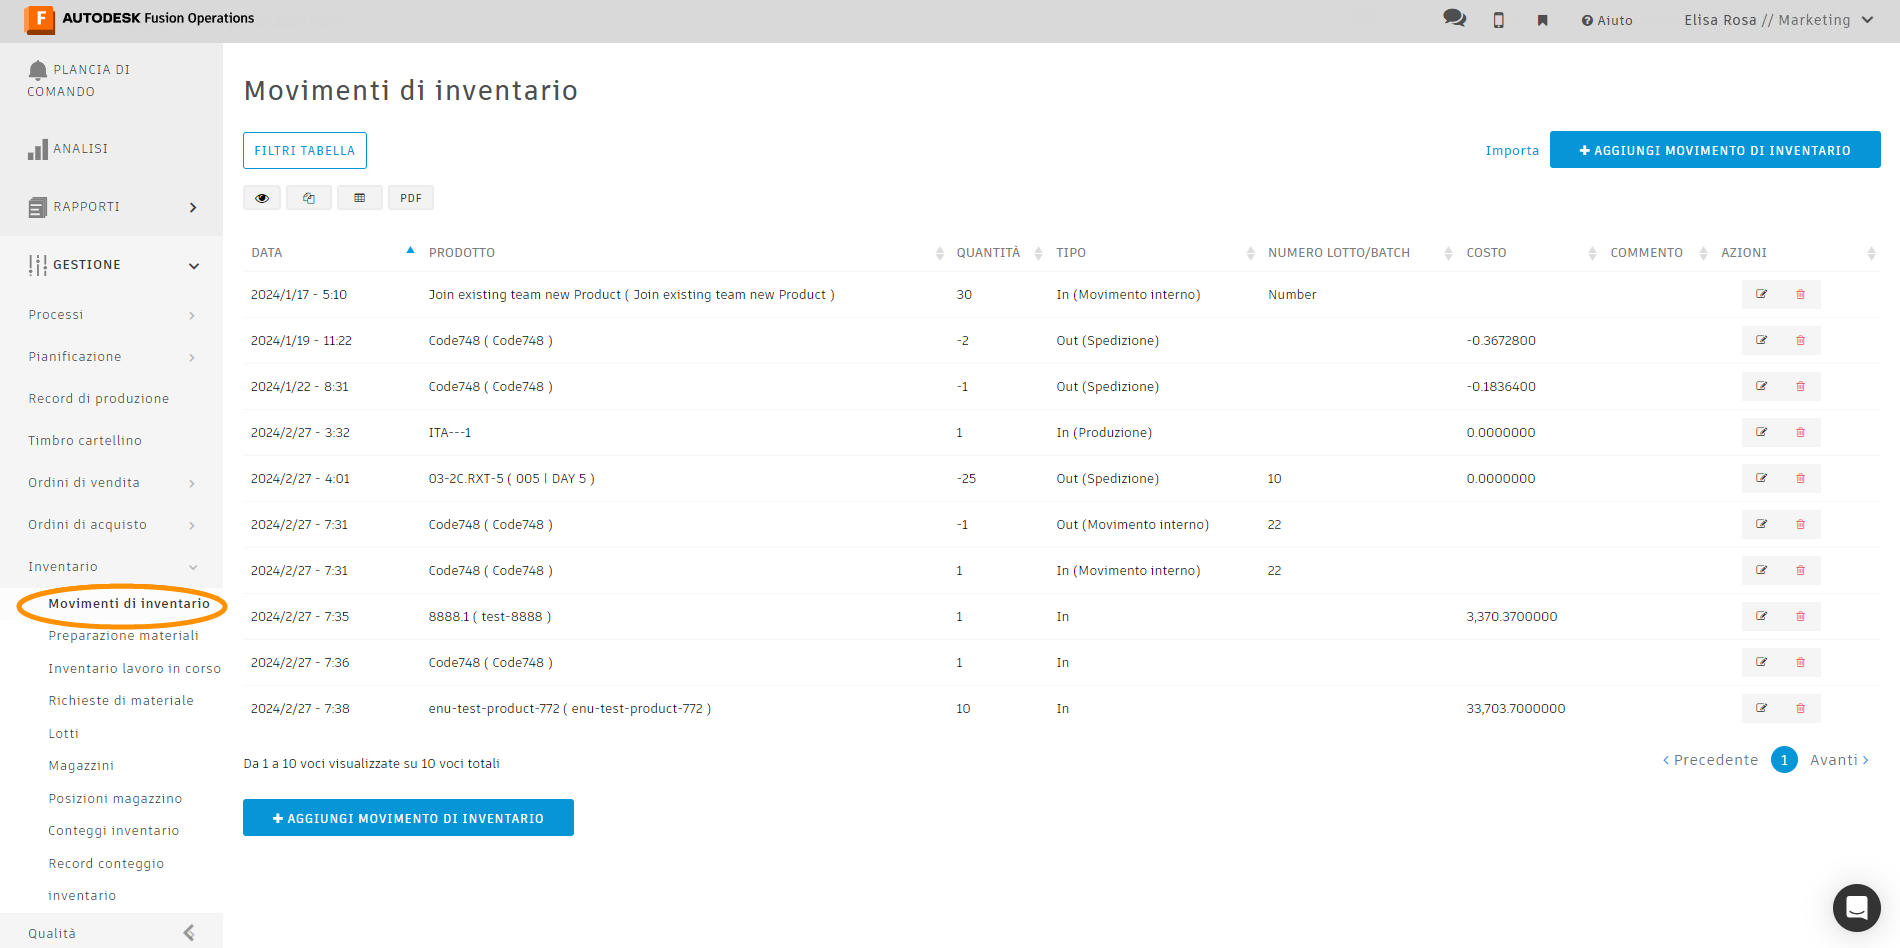 F AUTODESK Fusion Operations
Aiuto
Elisa Rosa // Marketing
PLANCIA DI
COMANDO
ANALISI
RAPPORTI
GESTIONE
Processi
Pianificazione
Record di produzione
Timbro cartellino
Ordini di vendita
Ordini di acquisto
Inventario
Movimenti di inventario
Preparazione materiali
Inventario lavoro in corso
Richieste di materiale
Lotti
Magazzini
Posizioni magazzino
Conteggi inventario
Record conteggio
inventario
Qualità
Movimenti di inventario
FILTRI TABELLA
Importa
+ AGGIUNGI MOVIMENTO DI INVENTARIO
PDF
DATA PRODOTTO QUANTITÀ TIPO NUMERO LOTTO/BATCH COSTO COMMENTO AZIONI
2024/1/17 - 5:10 Join existing team new Product ( Join existing team new Product ) 30 In (Movimento interno) Number
2024/1/19 - 11:22 Code748 ( Code748 ) -2 Out (Spedizione) -0.3672800
2024/1/22 - 8:31 Code748 ( Code748 ) -1 Out (Spedizione) -0.1836400
2024/2/27 - 3:32 ITA---1 1 In (Produzione) 0.0000000
2024/2/27 - 4:01 03-2C.RXT-5 ( 005 | DAY 5 ) -25 Out (Spedizione) 10 0.0000000
2024/2/27 - 7:31 Code748 ( Code748 ) -1 Out (Movimento interno) 22
2024/2/27 - 7:31 Code748 ( Code748 ) 1 In (Movimento interno) 22
2024/2/27 - 7:35 8888.1 ( test-8888 ) 1 In 3,370.3700000
2024/2/27 - 7:36 Code748 ( Code748 ) 1 In
2024/2/27 - 7:38 enu-test-product-772 ( enu-test-product-772 ) 10 In 33,703.7000000
Da 1 a 10 voci visualizzate su 10 voci totali
‹ Precedente 1 Avanti ›
+ AGGIUNGI MOVIMENTO DI INVENTARIO